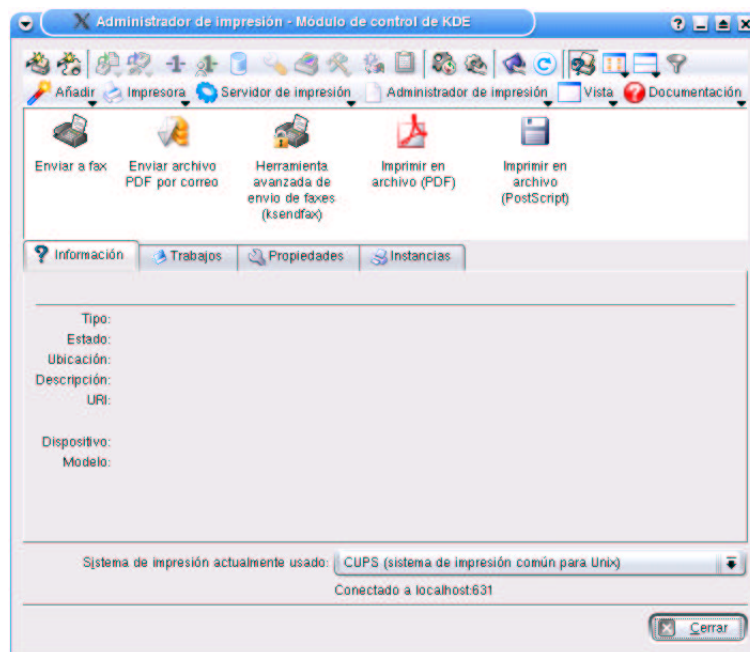 Administrador de impresión - Módulo de control de KDE
Añadir Impresora Servidor de impresión Administrador de impresión Vista Documentación
Enviar a fax
Enviar archivo
PDF por correo
Herramienta
avanzada de
envío de faxes
(ksendfax)
Imprimir en
archivo (PDF)
Imprimir en
archivo
(PostScript)
Información Trabajos Propiedades Instancias
Tipo:
Estado:
Ubicación:
Descripción:
URI:
Dispositivo:
Modelo:
Sistema de impresión actualmente usado: CUPS (sistema de impresión común para Unix)
Conectado a localhost:631
Cerrar